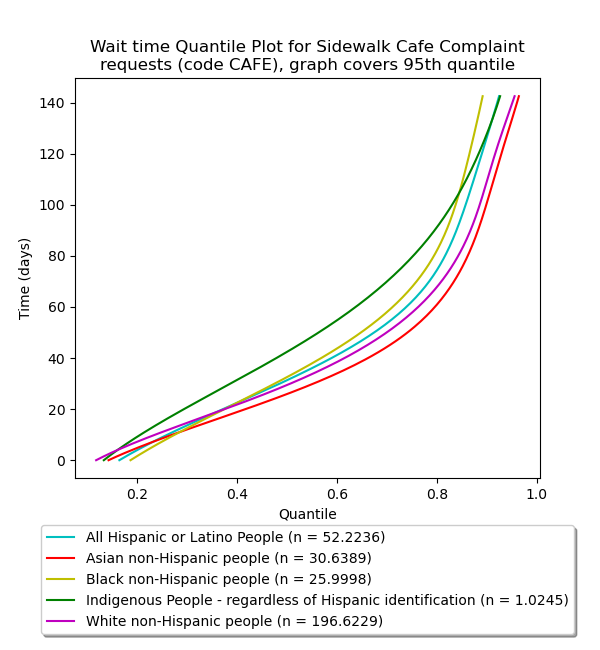 Wait time Quantile Plot for Sidewalk Cafe Complaint
requests (code CAFE), graph covers 95th quantile
140
120
100
80
60
40
20
0
Time (days)
0.2
0.4
0.6
0.8
1.0
Quantile
All Hispanic or Latino People (n = 52.2236)
Asian non-Hispanic people (n = 30.6389)
Black non-Hispanic people (n = 25.9998)
Indigenous People - regardless of Hispanic identification (n = 1.0245)
White non-Hispanic people (n = 196.6229)